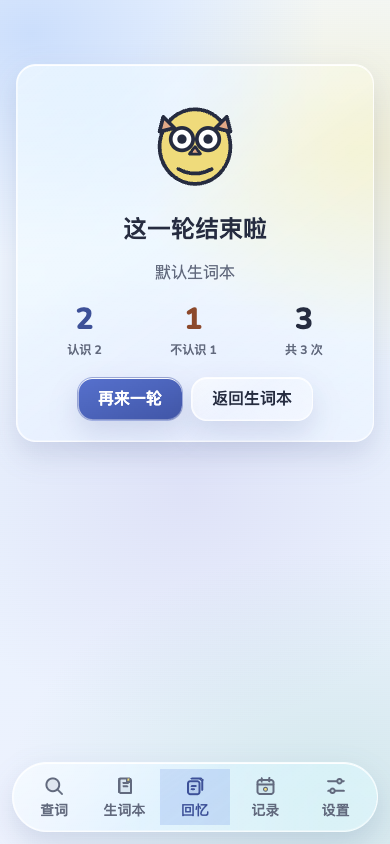 这一轮结束啦
默认生词本
2 1 3
认识 2 不认识 1 共 3 次
再来一轮 返回生词本
查词 生词本 回忆 记录 设置